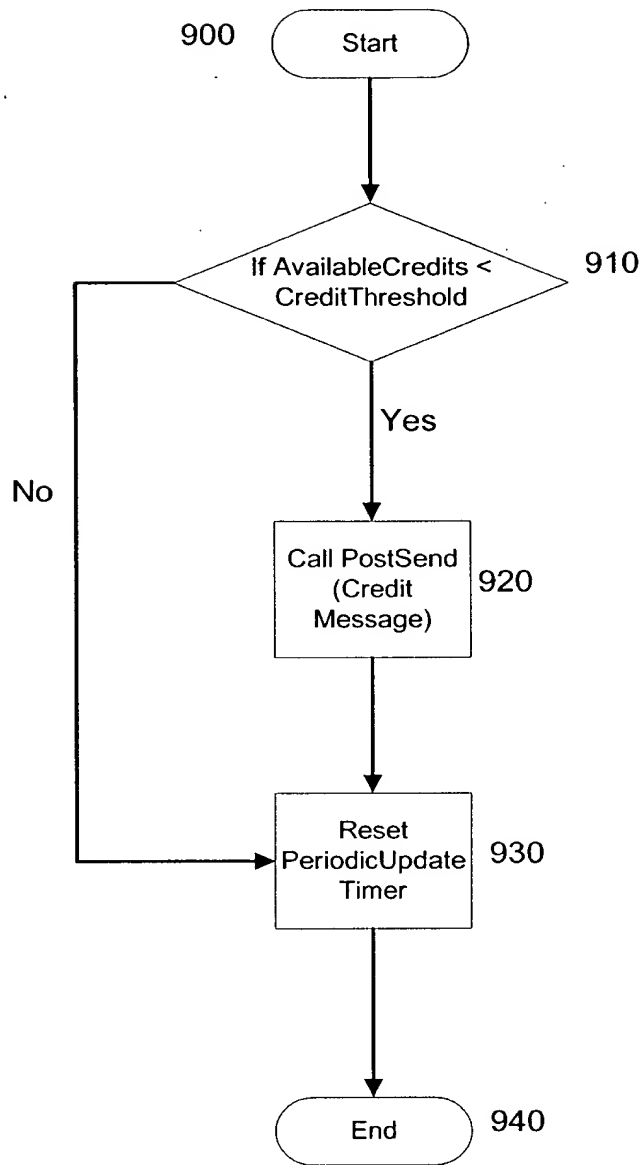 900
Start
If AvailableCredits <
CreditThreshold
910
Yes
No
Call PostSend
(Credit
Message)
920
Reset
PeriodicUpdate
Timer
930
End
940